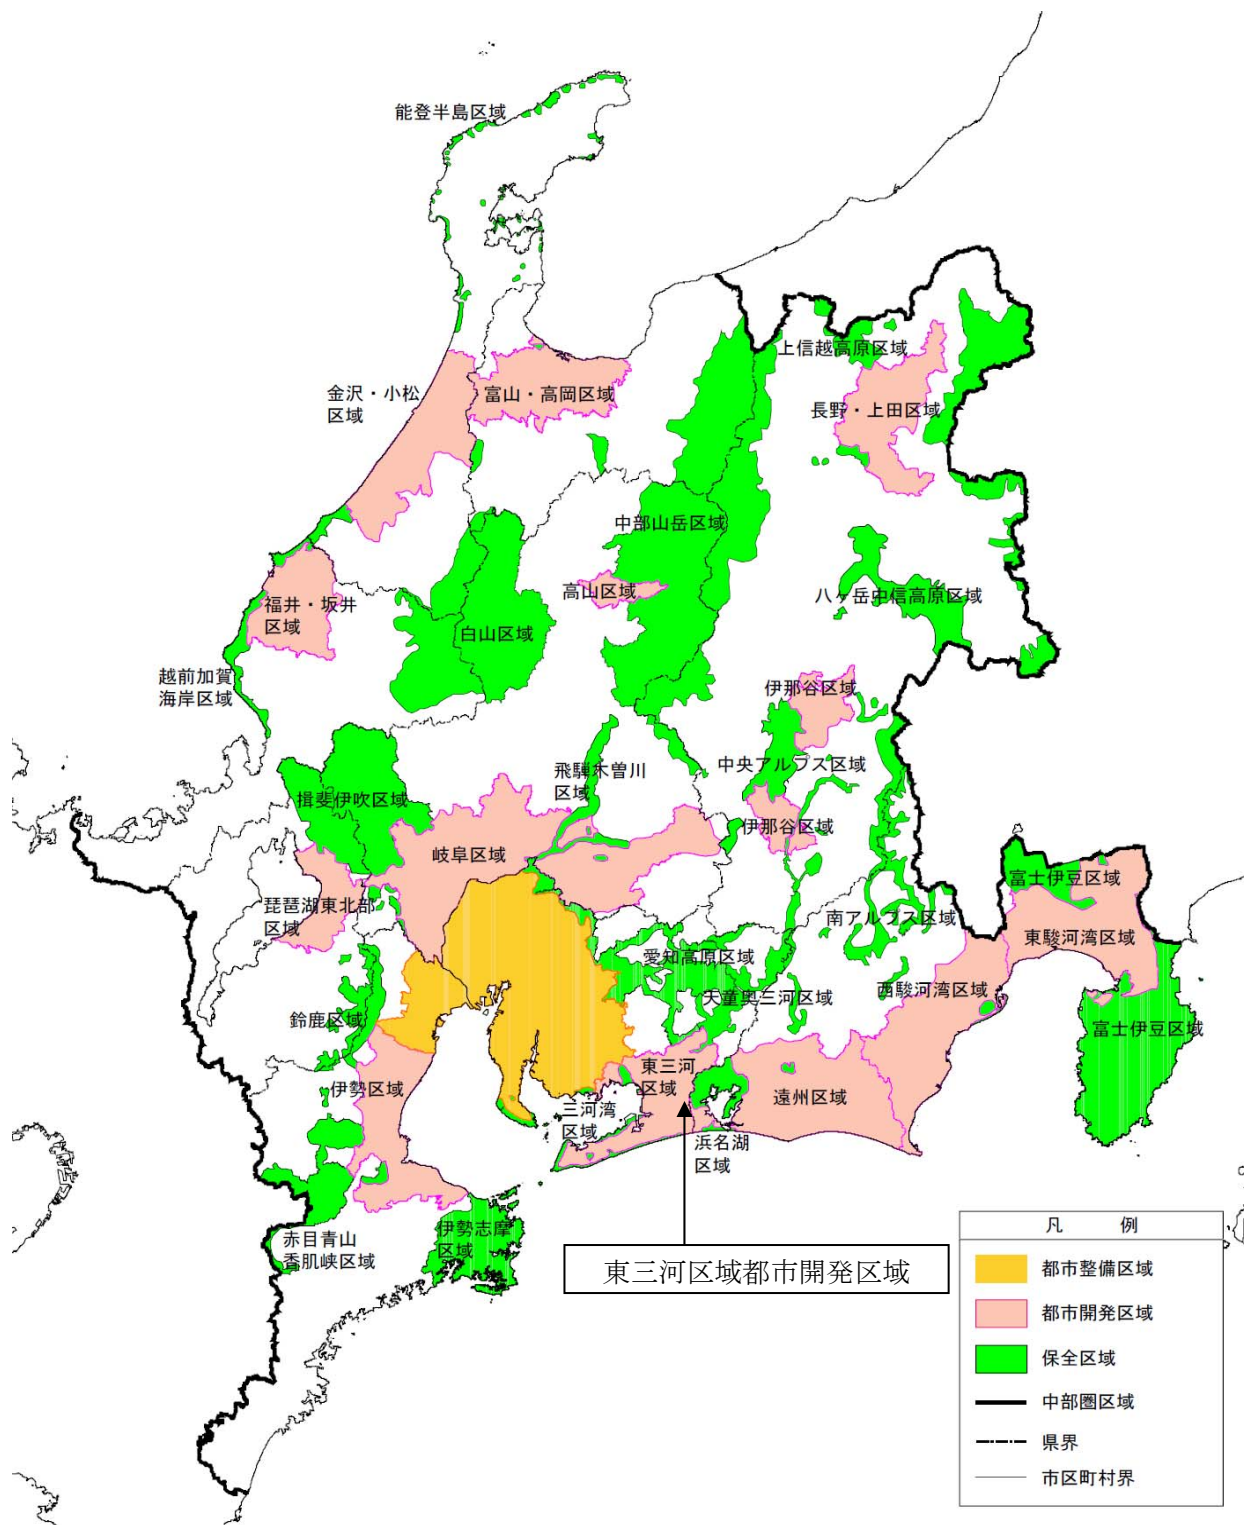 能登半島区域
上信越高原区域
金沢・小松
区域
富山・高岡区域
長野・上田区域
中部山岳区域
高山区域
八ヶ岳中信高原区域
福井・坂井
区域
白山区域
越前加賀
海岸区域
伊那谷区域
飛騨木曽川
区域
中央アルプス区域
揖斐伊吹区域
伊那谷区域
岐阜区域
富士伊豆区域
琵琶湖東北部
区域
南アルプス区域
東駿河湾区域
愛知高原区域
天竜奥三河区域
西駿河湾区域
鈴鹿区域
富士伊豆区域
東三河
区域
伊勢区域
遠州区域
三河湾
区域
浜名湖
区域
赤目青山
香肌峡区域
伊勢志摩
区域
東三河区域都市開発区域
凡 例
都市整備区域
都市開発区域
保全区域
中部圏区域
県界
市区町村界